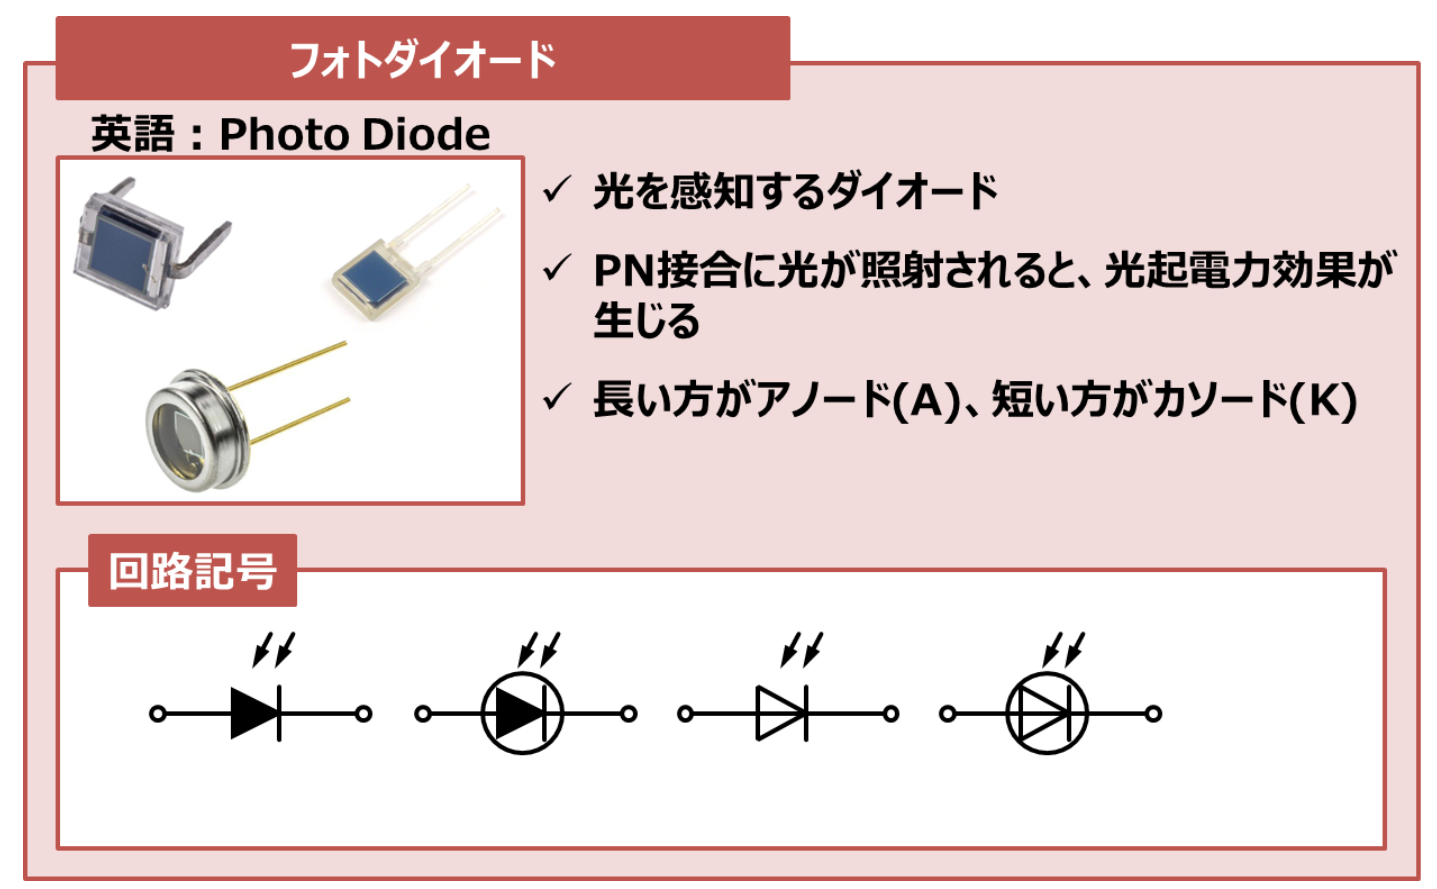 フォトダイオード
英語：Photo Diode
✓ 光を感知するダイオード
✓ PN接合に光が照射されると、光起電力効果が
生じる
✓ 長い方がアノード(A)、短い方がカソード(K)
回路記号